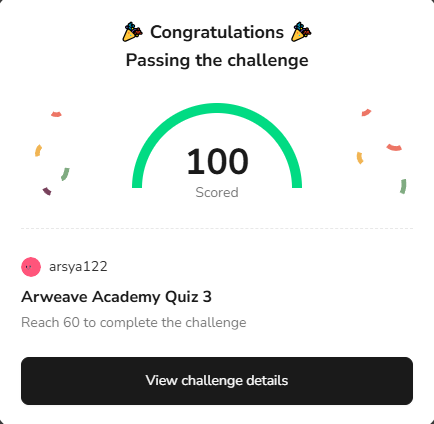 🎉 Congratulations 🎉
Passing the challenge
100
Scored
arsya122
Arweave Academy Quiz 3
Reach 60 to complete the challenge
View challenge details